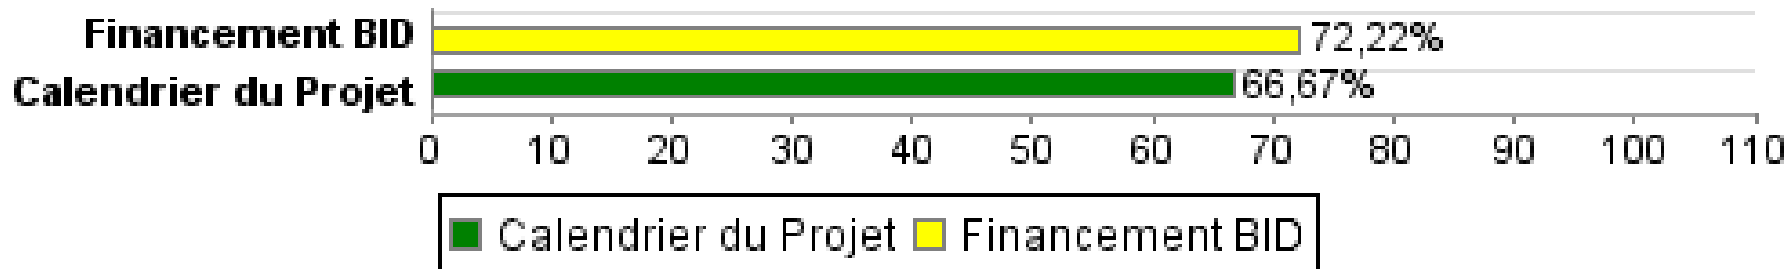 Financement BID 72,22%
Calendrier du Projet 66,67%
0 10 20 30 40 50 60 70 80 90 100 110
Calendrier du Projet Financement BID